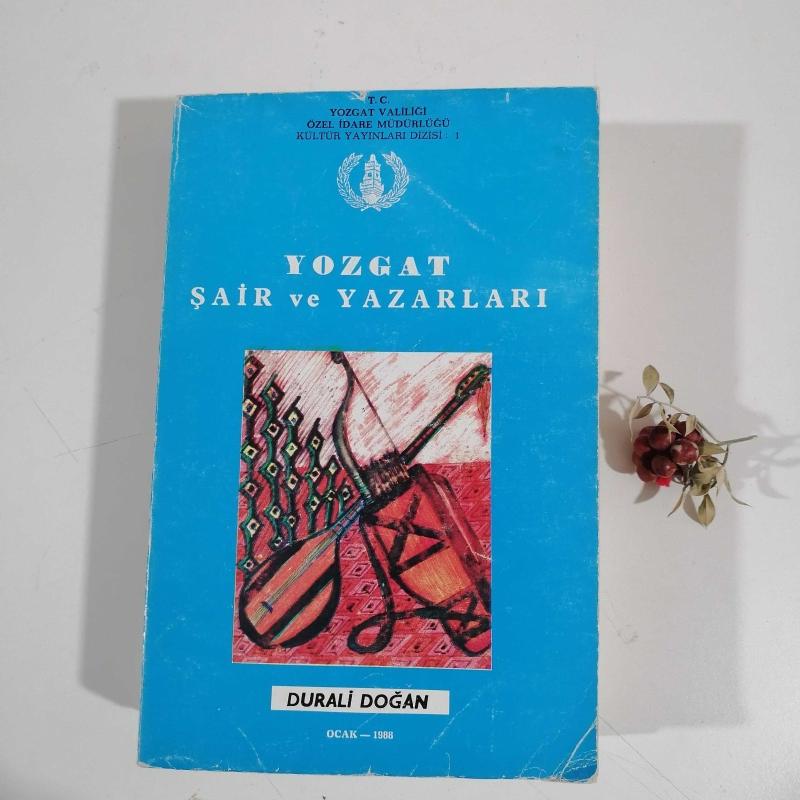 T. C.
YOZGAT VALİLİĞİ
ÖZEL İDARE MÜDÜRLÜĞÜ
KÜLTÜR YAYINLARI DİZİSİ : 1
YOZGAT
ŞAİR ve YAZARLARI
DURALİ DOĞAN
OCAK — 1988